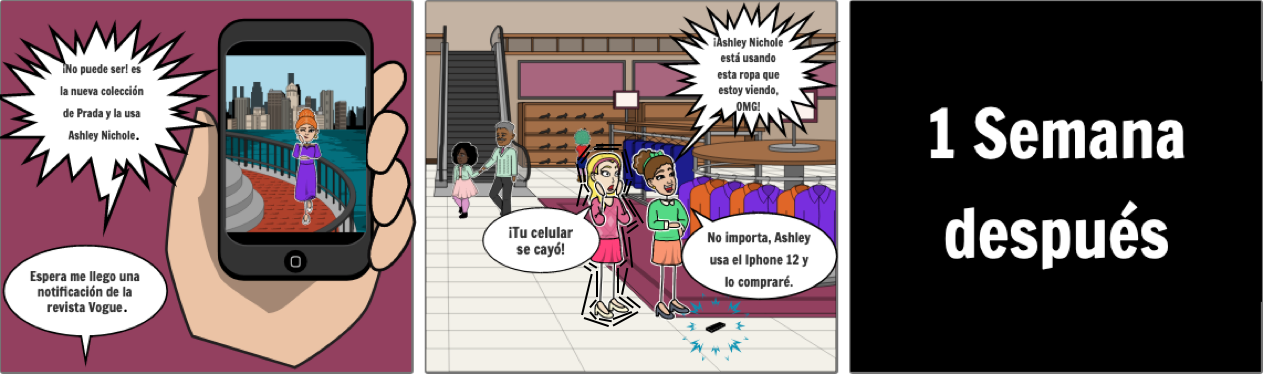 ¡No puede ser! es
la nueva colección
de Prada y la usa
Ashley Nichole.
Espera me llego una
notificación de la
revista Vogue.
¡Ashley Nichole
está usando
esta ropa que
estoy viendo,
OMG!
¡Tu celular
se cayó!
No importa, Ashley
usa el Iphone 12 y
lo compraré.
1 Semana
después